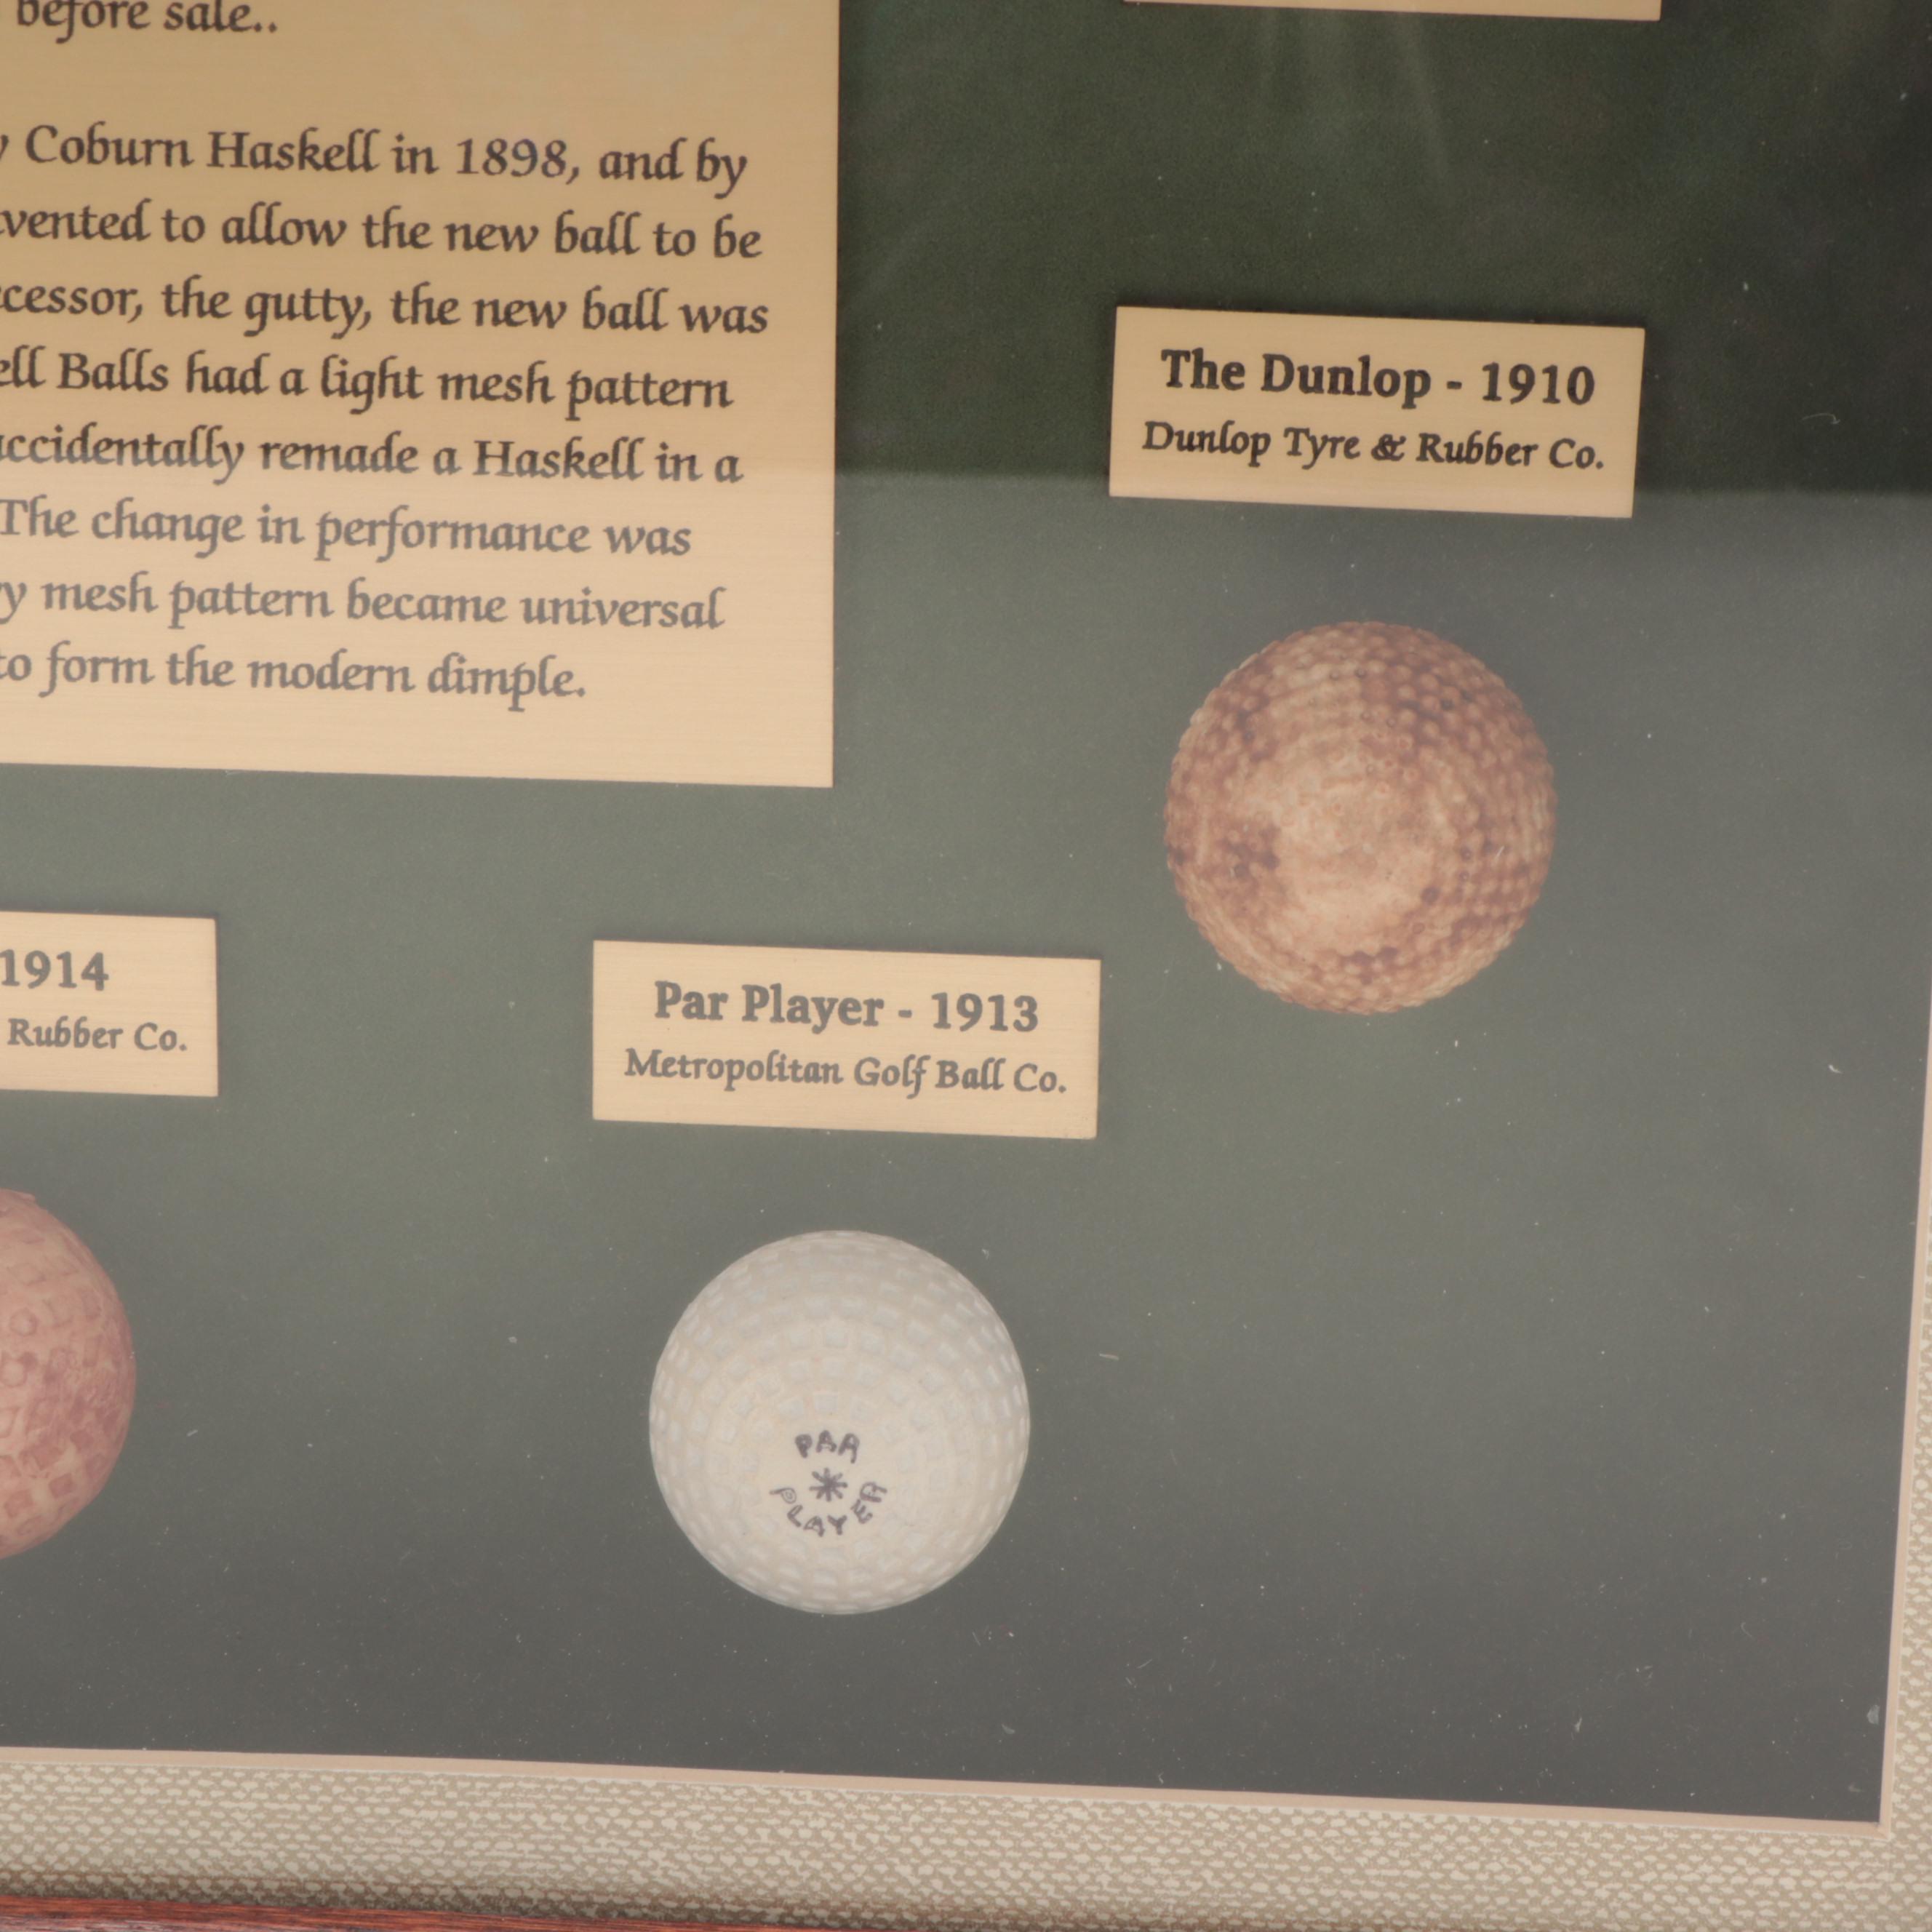 before sale..
Coburn Haskell in 1898, and by
vented to allow the new ball to be
cessor, the gutty, the new ball was
ell Balls had a light mesh pattern
accidentally remade a Haskell in a
The change in performance was
y mesh pattern became universal
to form the modern dimple.
The Dunlop - 1910
Dunlop Tyre & Rubber Co.
1914
Rubber Co.
Par Player - 1913
Metropolitan Golf Ball Co.
PAR
PLAYER